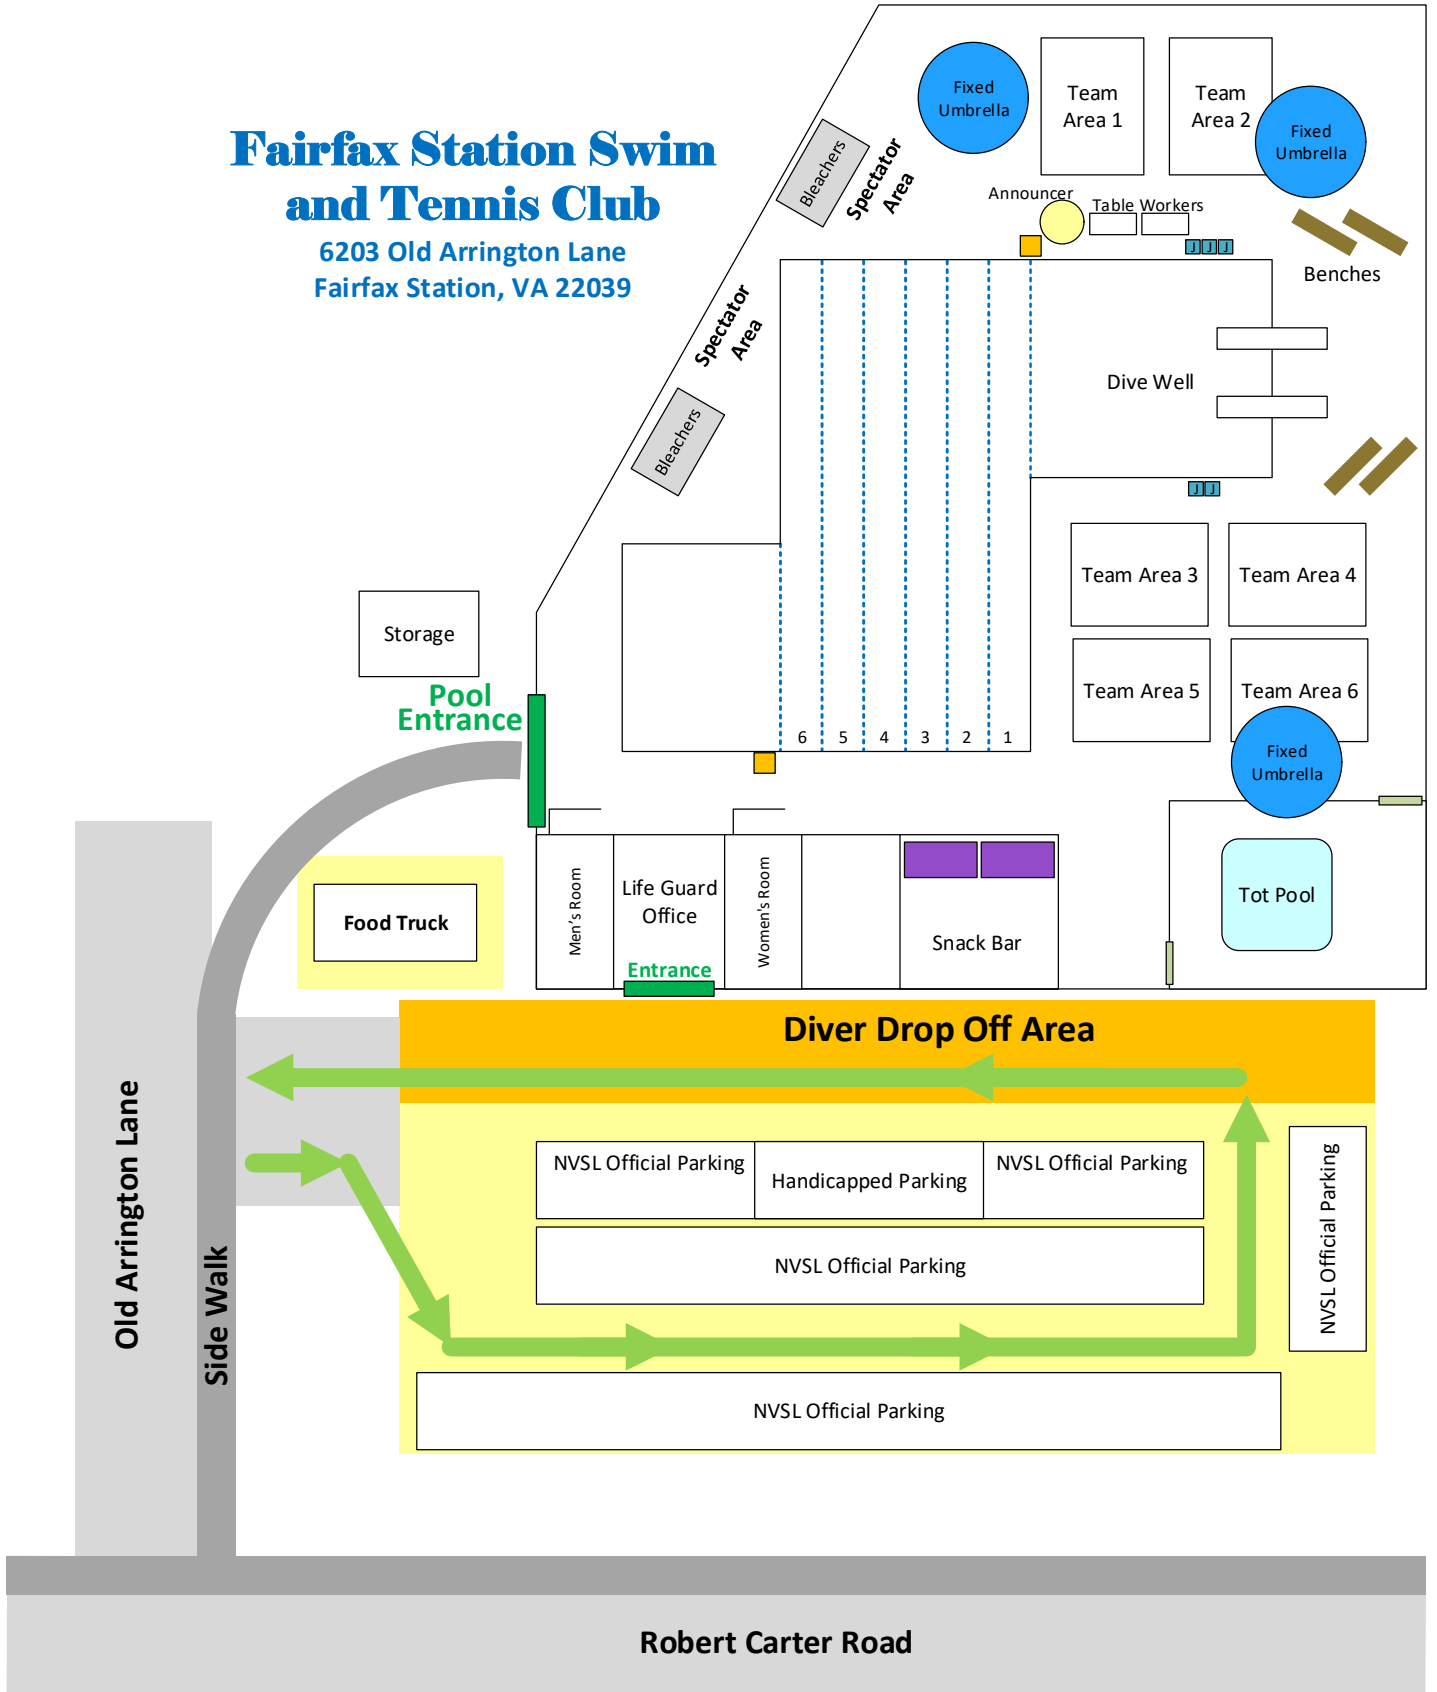 Fairfax Station Swim
and Tennis Club
6203 Old Arrington Lane
Fairfax Station, VA 22039
Fixed
Umbrella
Team
Area 1
Team
Area 2
Fixed
Umbrella
Bleachers
Spectator
Area
Announcer
Table Workers
J J J
Benches
Spectator
Area
Dive Well
Bleachers
J J
Team Area 3
Team Area 4
Storage
Team Area 5
Team Area 6
Pool
Entrance
6 5 4 3 2 1
Fixed
Umbrella
Men's Room
Life Guard
Office
Women's Room
Snack Bar
Tot Pool
Food Truck
Entrance
Diver Drop Off Area
Old Arrington Lane
Side Walk
NVSL Official Parking
Handicapped Parking
NVSL Official Parking
NVSL Official Parking
NVSL Official Parking
NVSL Official Parking
Robert Carter Road